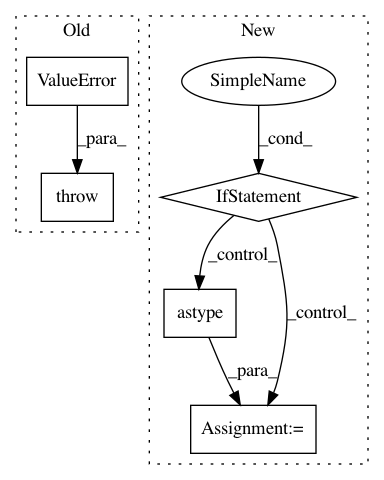 Old
New
ValueError
SimpleName
_para_
_cond_
throw
IfStatement
_control_
_control_
astype
_para_
Assignment:=